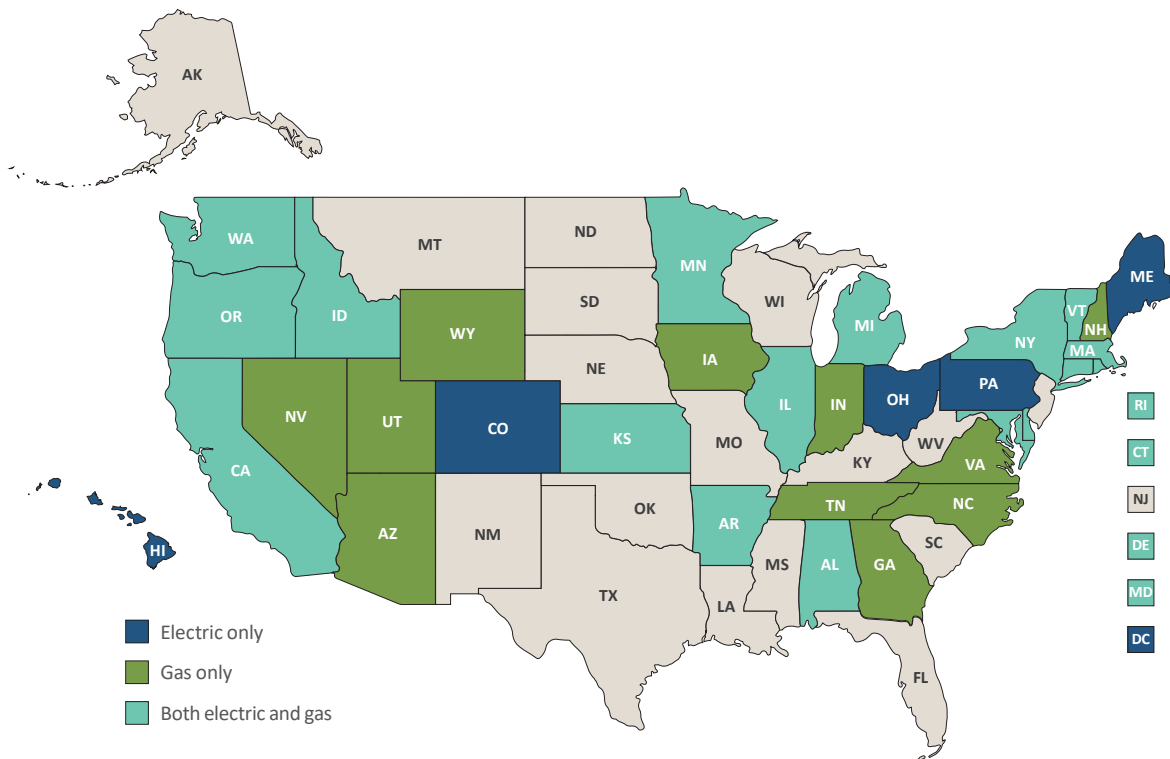 AK
WA
MT
ND
MN
ME
OR
ID
SD
WI
MI
VT
NH
NY
MA
WY
IA
NE
PA
NV
UT
CO
KS
IL
IN
OH
MO
WV
KY
VA
CA
AZ
NM
OK
AR
TN
NC
SC
MS
AL
GA
TX
LA
FL
HI
RI
CT
NJ
DE
MD
DC
Electric only
Gas only
Both electric and gas